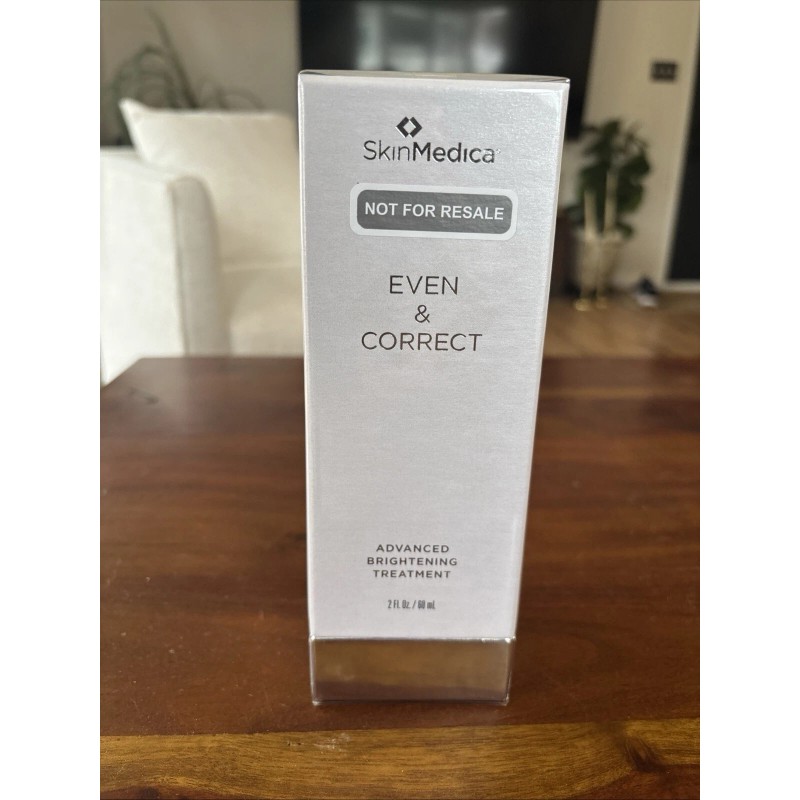 SkinMedica
NOT FOR RESALE
EVEN
&
CORRECT
ADVANCED
BRIGHTENING
TREATMENT
2 Fl. Oz. / 60 mL